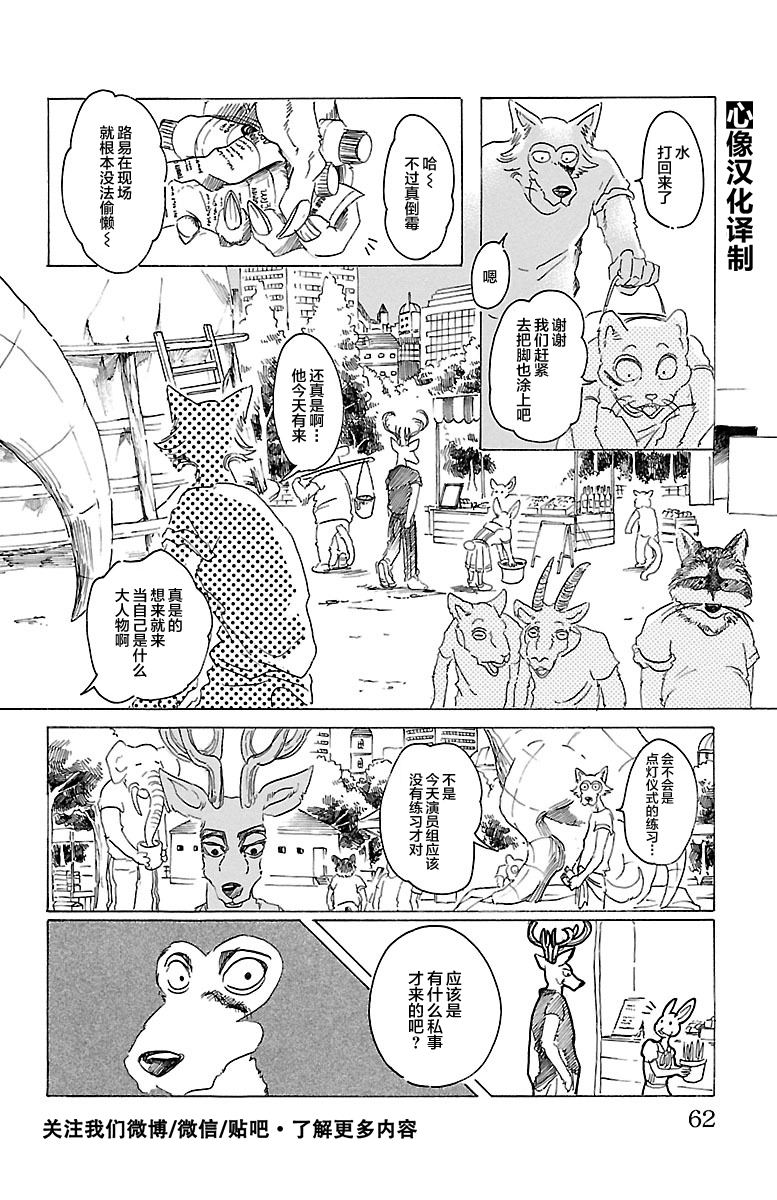 心像汉化译制
水
打回来了
嗯
谢谢
我们赶紧
去把脚也涂上吧
哈～
不过真倒霉
路易在现场
就根本没法偷懒～
还真是啊…
他今天有来
真是的
想来就来
当自己是什么
大人物啊
会不会是
点灯仪式的练习…
不是
今天演员组应该
没有练习才对
应该是
有什么私事
才来的吧？
62
关注我们微博/微信/贴吧·了解更多内容